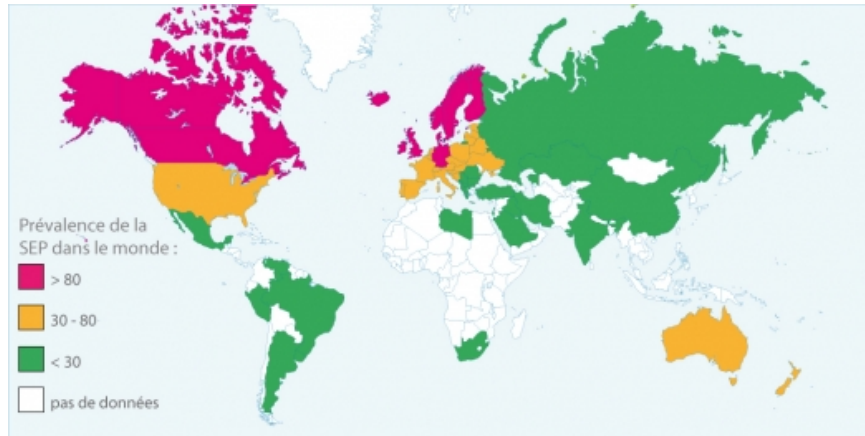 Prévalence de la
SEP dans le monde :
> 80
30 - 80
< 30
pas de données